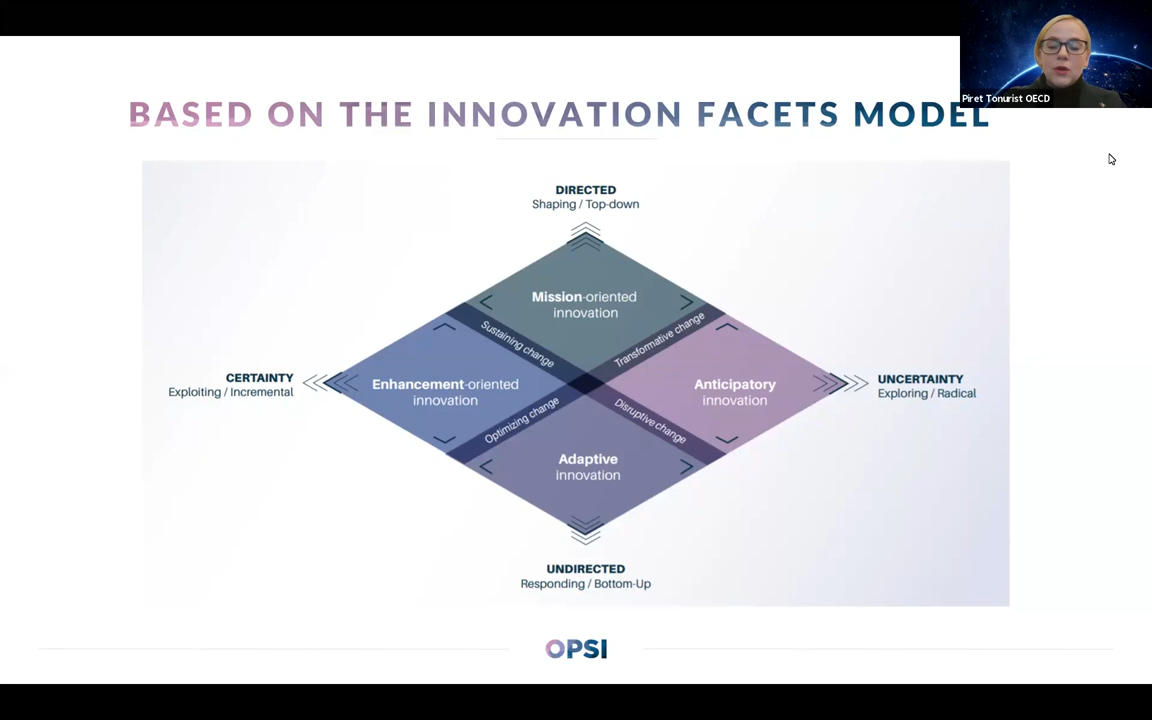 Piret Tonurist OECD
BASED ON THE INNOVATION FACETS MODEL
DIRECTED
Shaping / Top-down
Mission-oriented
innovation
Sustaining change
Transformative change
CERTAINTY
Exploiting / Incremental
Enhancement-oriented
innovation
Anticipatory
innovation
UNCERTAINTY
Exploring / Radical
Optimizing change
Disruptive change
Adaptive
innovation
UNDIRECTED
Responding / Bottom-Up
OPSI